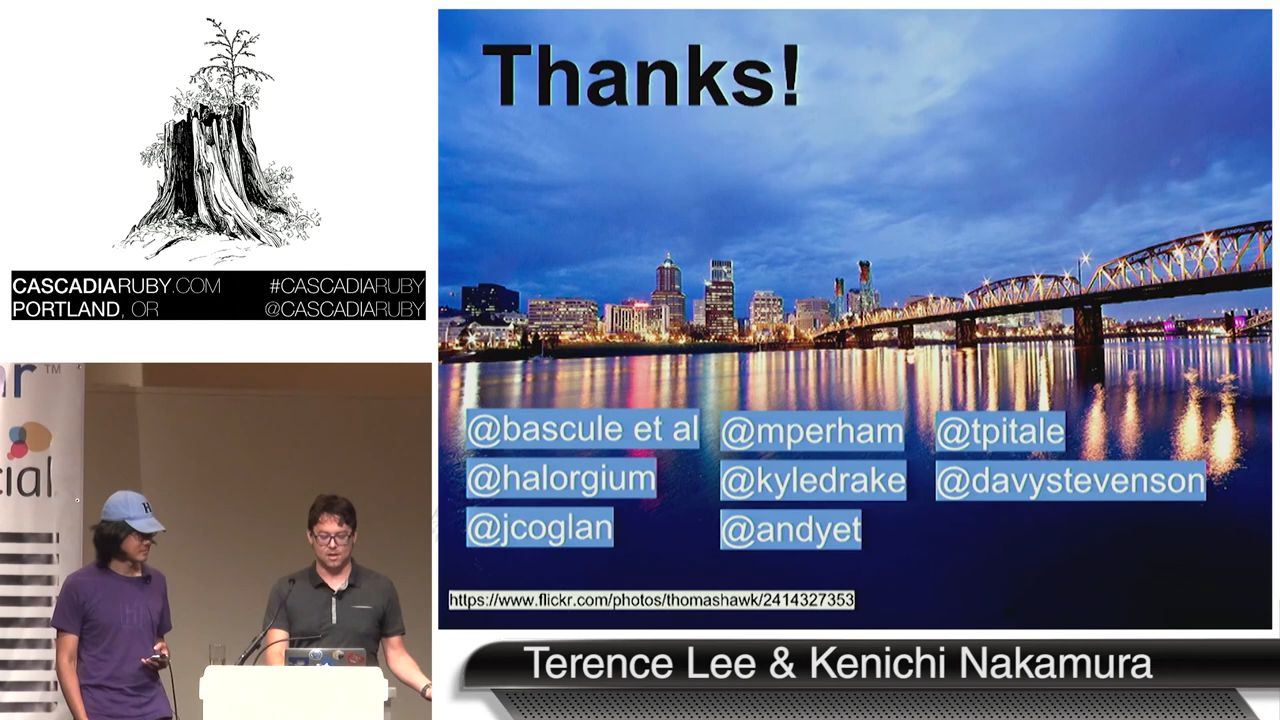 CASCADIARUBY.COM #CASCADIARUBY
PORTLAND, OR @CASCADIARUBY
Thanks!
@bascule et al @mperham @tpitale
@halorgium @kyledrake @davystevenson
@jcoglan @andyet
https://www.flickr.com/photos/thomashawk/2414327353
TM
H
Terence Lee & Kenichi Nakamura